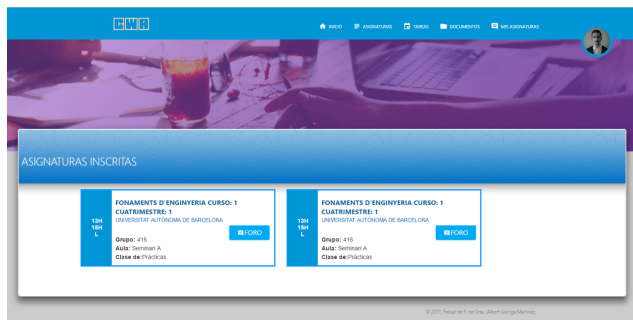 CWA
INICIO
ASIGNATURAS
TAREAS
DOCUMENTOS
MIS ASIGNATURAS
ASIGNATURAS INSCRITAS
13H
15H
L
FONAMENTS D'ENGINYERIA CURSO: 1
CUATRIMESTRE: 1
UNIVERSITAT AUTÒNOMA DE BARCELONA
FORO
Grupo: 416
Aula: Seminari A
Clase de:Prácticas
13H
15H
L
FONAMENTS D'ENGINYERIA CURSO: 1
CUATRIMESTRE: 1
UNIVERSITAT AUTÒNOMA DE BARCELONA
FORO
Grupo: 416
Aula: Seminari A
Clase de:Prácticas
© 2017, Treball de Fi de Grau, Albert Garriga Martínez